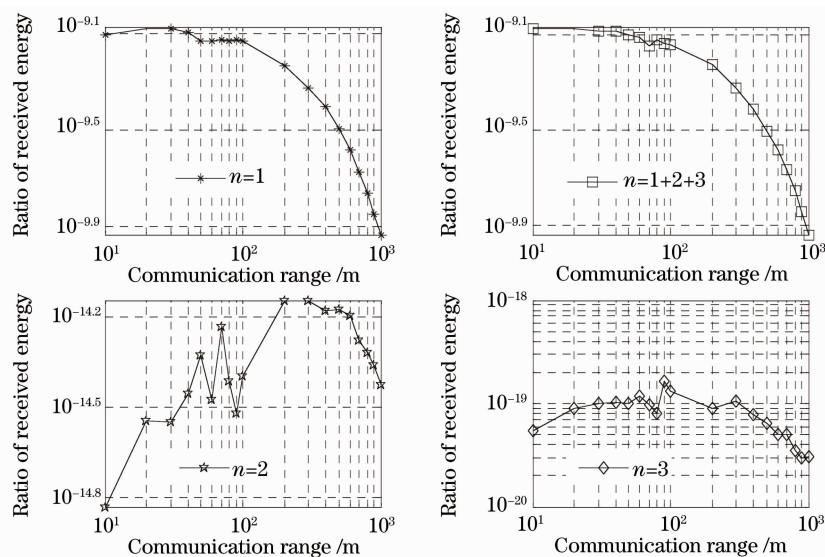 Ratio of received energy
10^-9.1
10^-9.5
10^-9.9
n=1
10^1
10^2
10^3
Communication range /m
Ratio of received energy
10^-9.1
10^-9.5
10^-9.9
n=1+2+3
10^1
10^2
10^3
Communication range /m
Ratio of received energy
10^-14.2
10^-14.5
10^-14.8
n=2
10^1
10^2
10^3
Communication range /m
Ratio of received energy
10^-18
10^-19
10^-20
n=3
10^1
10^2
10^3
Communication range /m